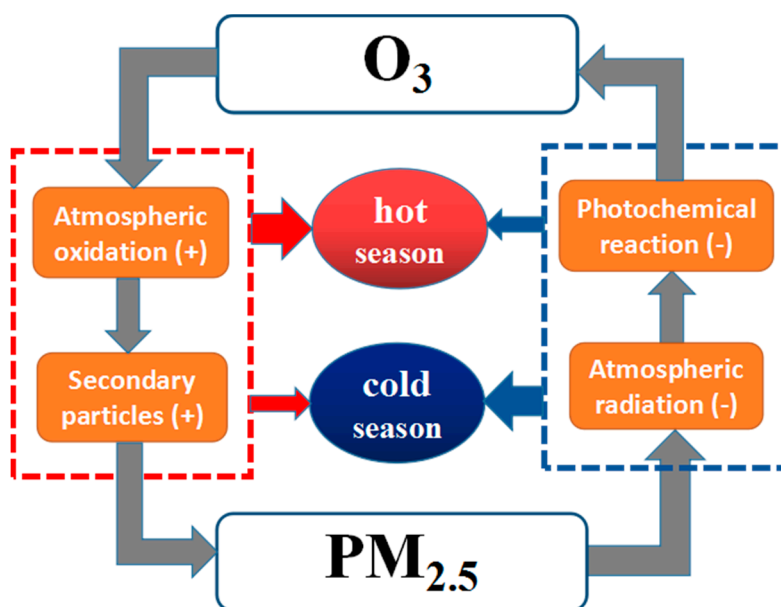 O₃
Atmospheric
oxidation (+)
hot
season
Photochemical
reaction (-)
Secondary
particles (+)
cold
season
Atmospheric
radiation (-)
PM₂.₅